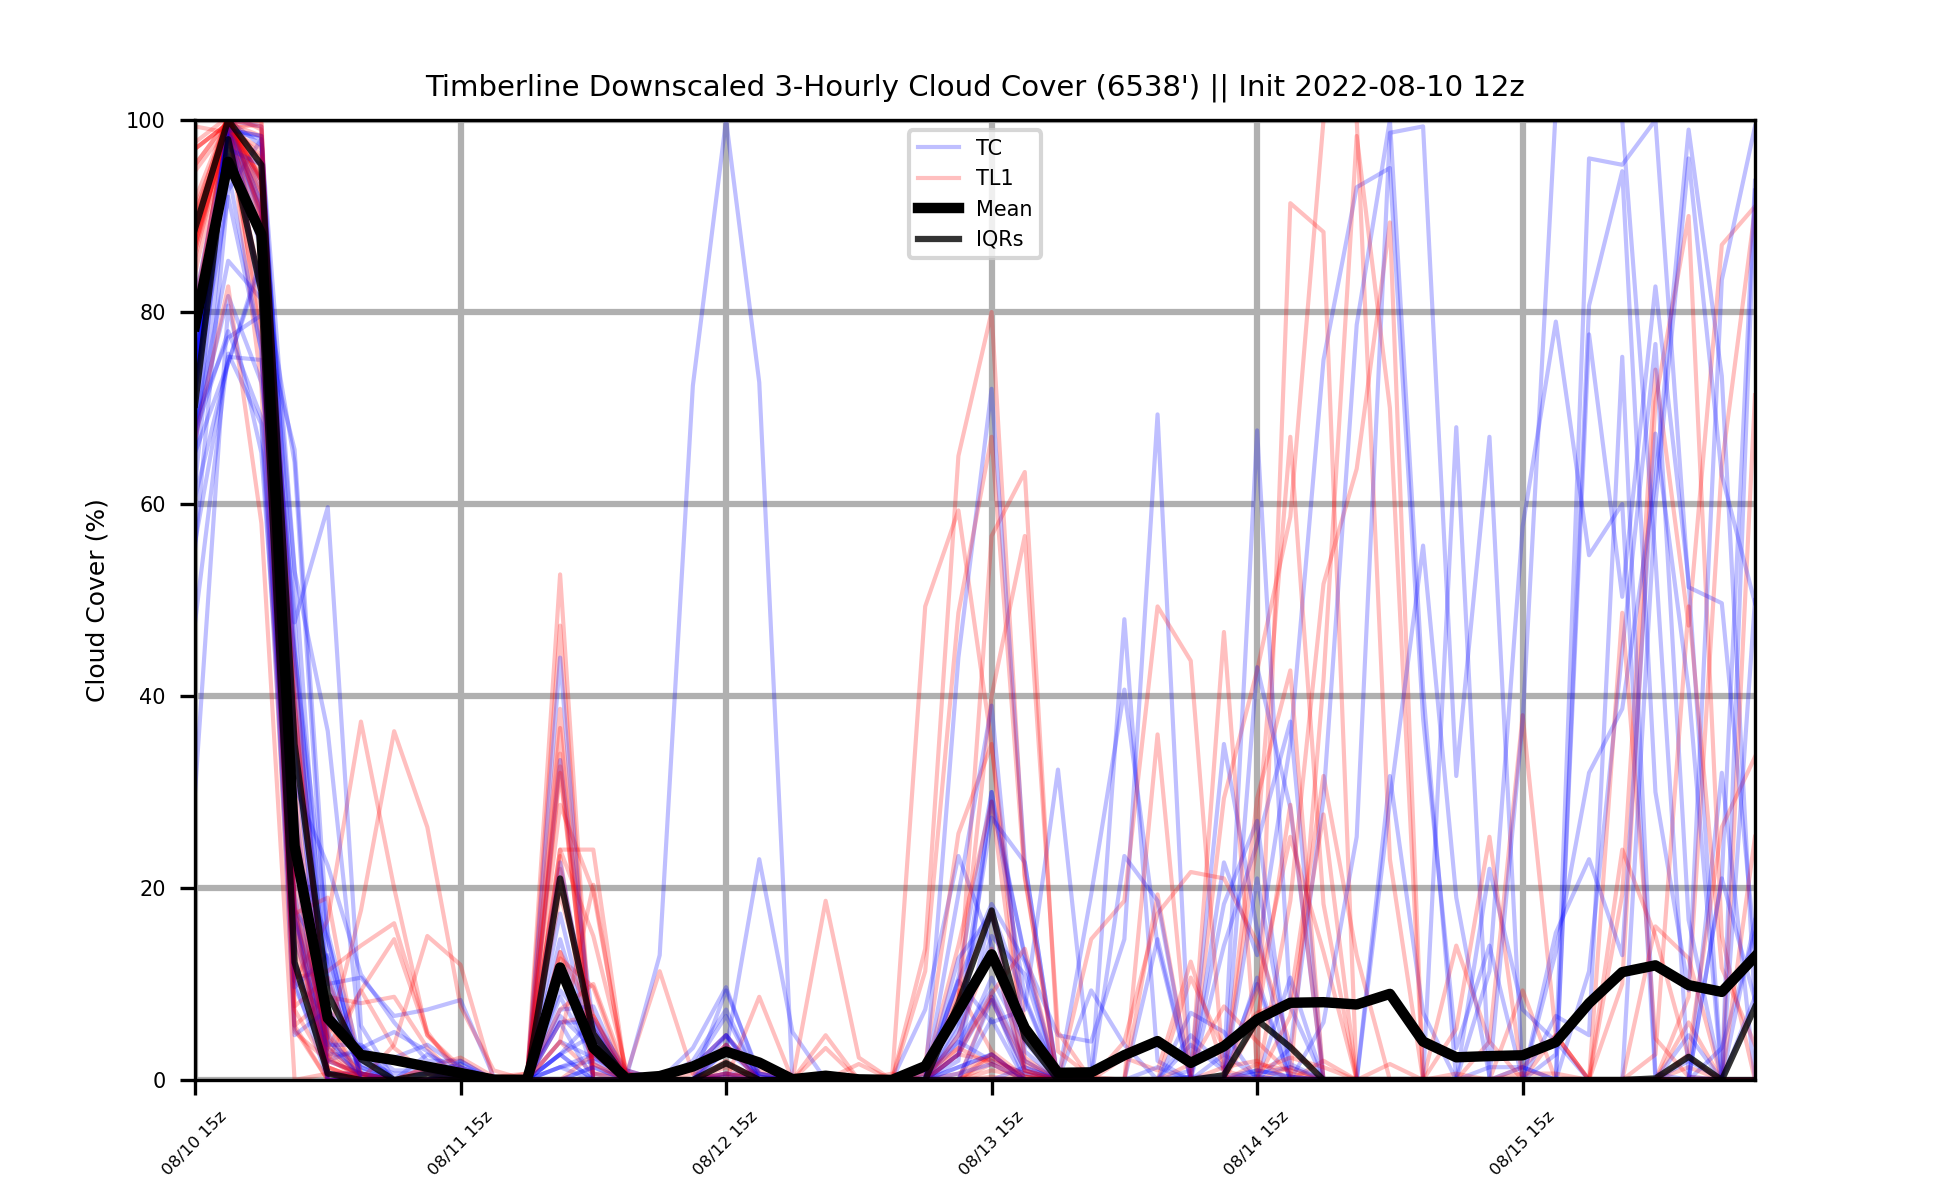 Timberline Downscaled 3-Hourly Cloud Cover (6538') || Init 2022-08-10 12z
TC
TL1
Mean
IQRs
Cloud Cover (%)
100
80
60
40
20
0
08/10 15z
08/11 15z
08/12 15z
08/13 15z
08/14 15z
08/15 15z